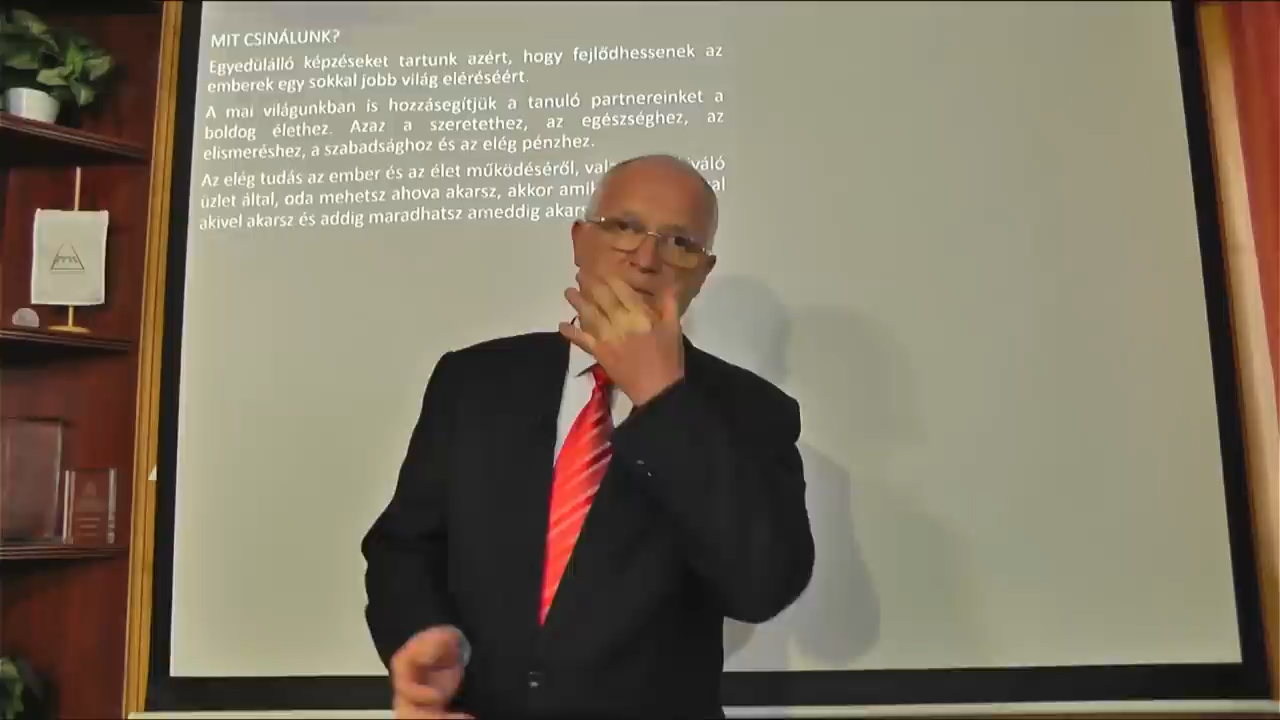 MIT CSINÁLUNK?
Egyedülálló képzéseket tartunk azért, hogy fejlődhessenek az
emberek egy sokkal jobb világ eléréséért.
A mai világunkban is hozzásegítjük a tanuló partnereinket a
boldog élethez. Azaz a szeretethez, az egészséghez, az
elismeréshez, a szabadsághoz és az elég pénzhez.
Az elég tudás az ember és az élet működéséről,
üzlet által, oda mehetsz ahova akarsz, akkor
akivel akarsz és addig maradhatsz ameddig